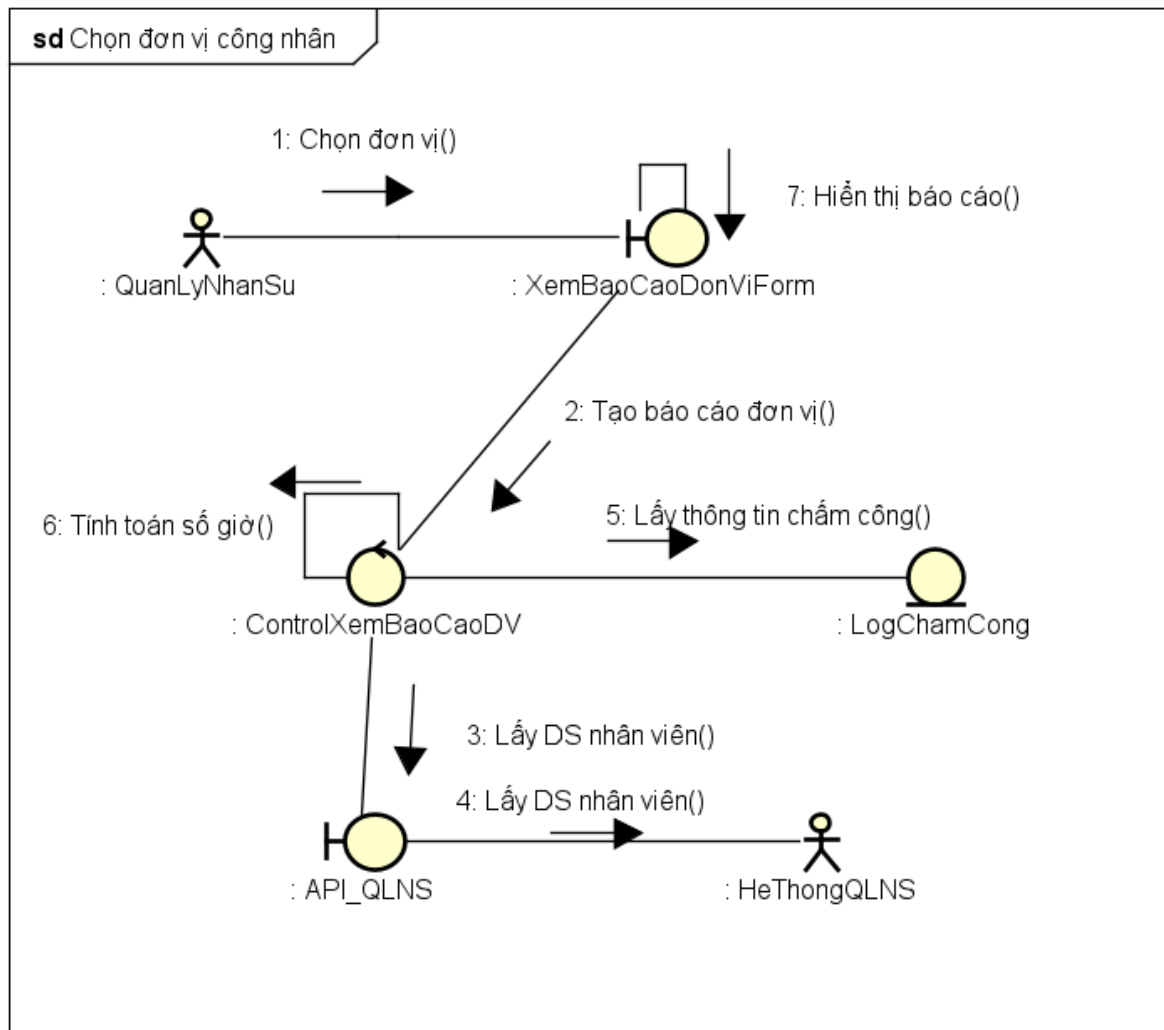 sd Chọn đơn vị công nhân
1: Chọn đơn vị()
7: Hiển thị báo cáo()
: QuanLyNhanSu
: XemBaoCaoDonViForm
2: Tạo báo cáo đơn vị()
6: Tính toán số giờ()
5: Lấy thông tin chấm công()
: ControlXemBaoCaoDV
: LogChamCong
3: Lấy DS nhân viên()
4: Lấy DS nhân viên()
: API_QLNS
: HeThongQLNS